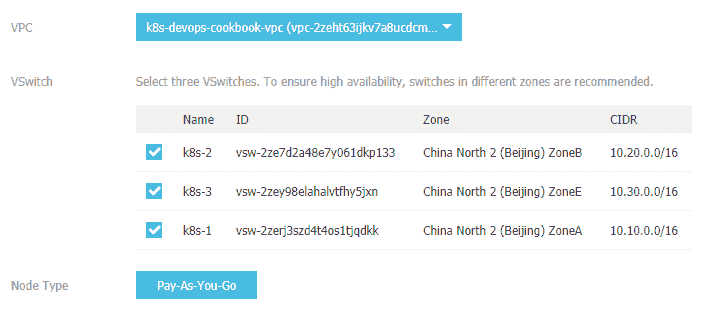 VPC k8s-devops-cookbook-vpc (vpc-2zeht63ijkv7a8ucdcm...
VSwitch Select three VSwitches. To ensure high availability, switches in different zones are recommended.
Name ID Zone CIDR
k8s-2 vsw-2ze7d2a48e7y061dkp133 China North 2 (Beijing) ZoneB 10.20.0.0/16
k8s-3 vsw-2zey98elahalvtfhy5jxn China North 2 (Beijing) ZoneE 10.30.0.0/16
k8s-1 vsw-2zerj3szd4t4os1tjqdkk China North 2 (Beijing) ZoneA 10.10.0.0/16
Node Type Pay-As-You-Go